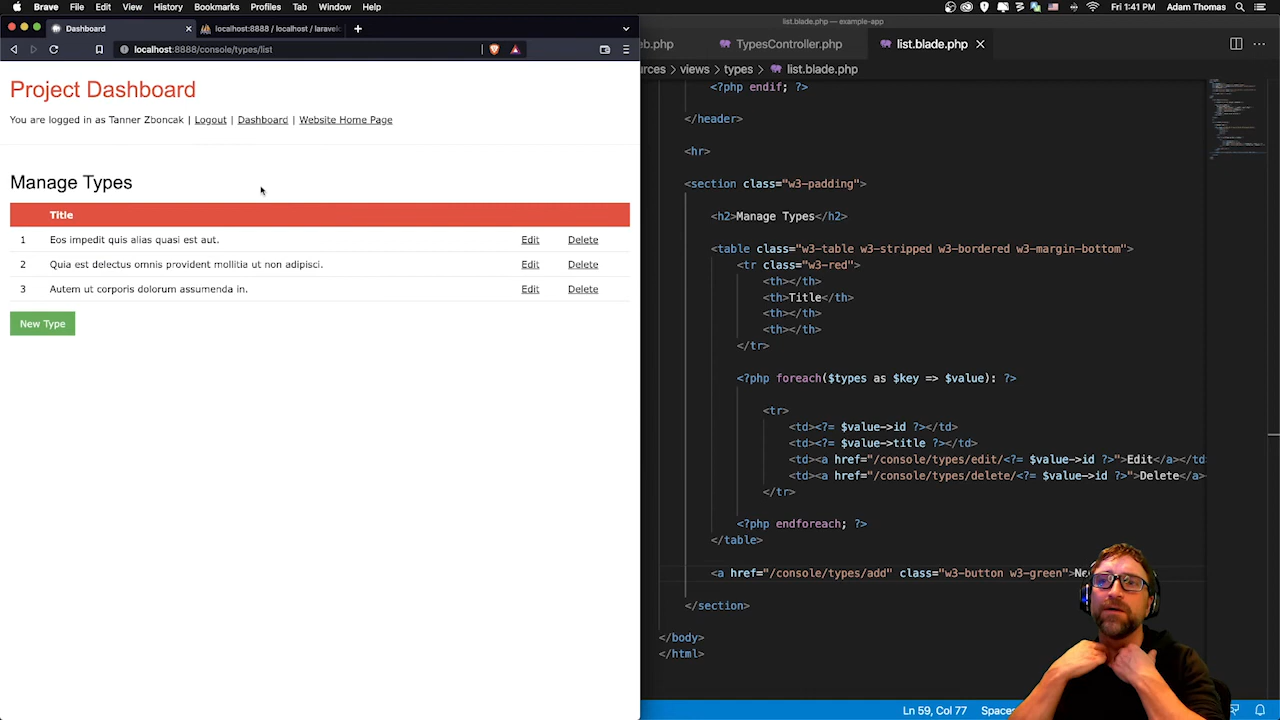 Brave File Edit View History Bookmarks Profiles Tab Window Help
Fri 1:41 PM Adam Thomas
Dashboard
localhost:8888 / localhost / larave
localhost:8888/console/types/list
Project Dashboard
You are logged in as Tanner Zboncak | Logout | Dashboard | Website Home Page
Manage Types
Title
1 Eos impedit quis alias quasi est aut. Edit Delete
2 Quia est delectus omnis provident mollitia ut non adipisci. Edit Delete
3 Autem ut corporis dolorum assumenda in. Edit Delete
New Type
list.blade.php — example-app
b.php TypesController.php list.blade.php
urces > views > types > list.blade.php
<?php endif; ?>
</header>
<hr>
<section class="w3-padding">
<h2>Manage Types</h2>
<table class="w3-table w3-stripped w3-bordered w3-margin-bottom">
<tr class="w3-red">
<th></th>
<th>Title</th>
<th></th>
<th></th>
</tr>
<?php foreach($types as $key => $value): ?>
<tr>
<td><?= $value->id ?></td>
<td><?= $value->title ?></td>
<td><a href="/console/types/edit/<?= $value->id ?>">Edit</a></td
<td><a href="/console/types/delete/<?= $value->id ?>">Delete</a>
</tr>
<?php endforeach; ?>
</table>
<a href="/console/types/add" class="w3-button w3-green">Ne
</section>
</body>
</html>
Ln 59, Col 77 Spaces